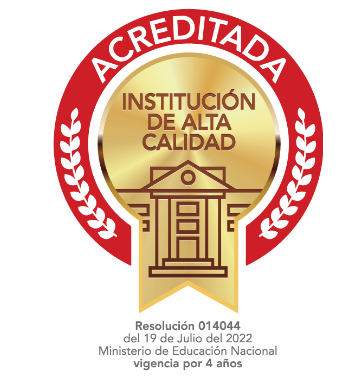 ACREDITADA
INSTITUCIÓN
DE ALTA
CALIDAD
Resolución 014044
del 19 de Julio del 2022
Ministerio de Educación Nacional
vigencia por 4 años